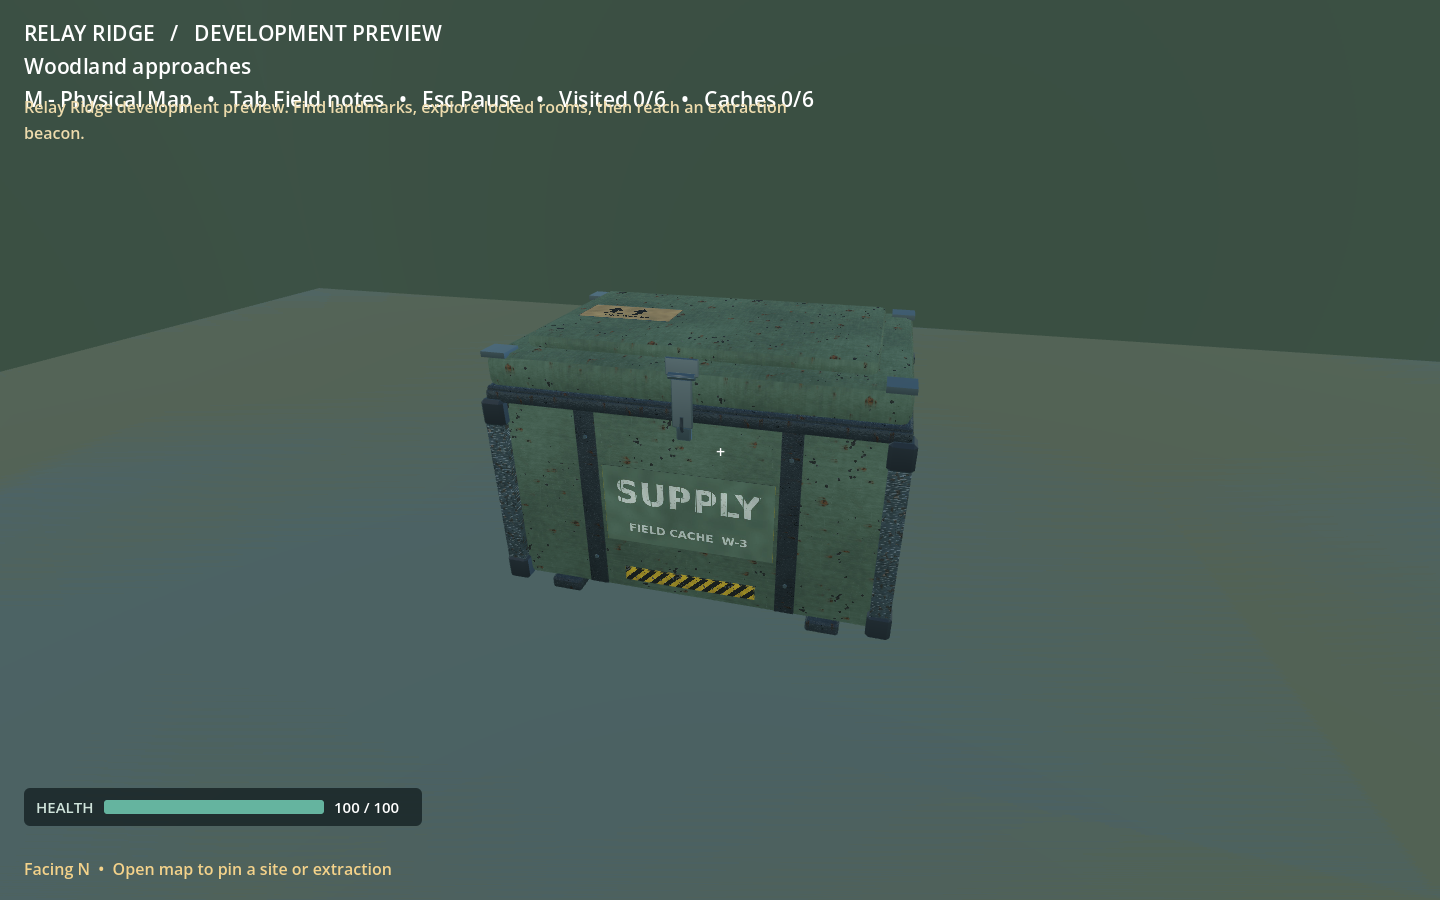 RELAY RIDGE / DEVELOPMENT PREVIEW
Woodland approaches
M - Physical Map • Tab Field notes • Esc Pause • Visited 0/6 • Caches 0/6
Relay Ridge development preview. Find landmarks, explore locked rooms, then reach an extraction
beacon.
SUPPLY
FIELD CACHE W-3
HEALTH 100 / 100
Facing N • Open map to pin a site or extraction